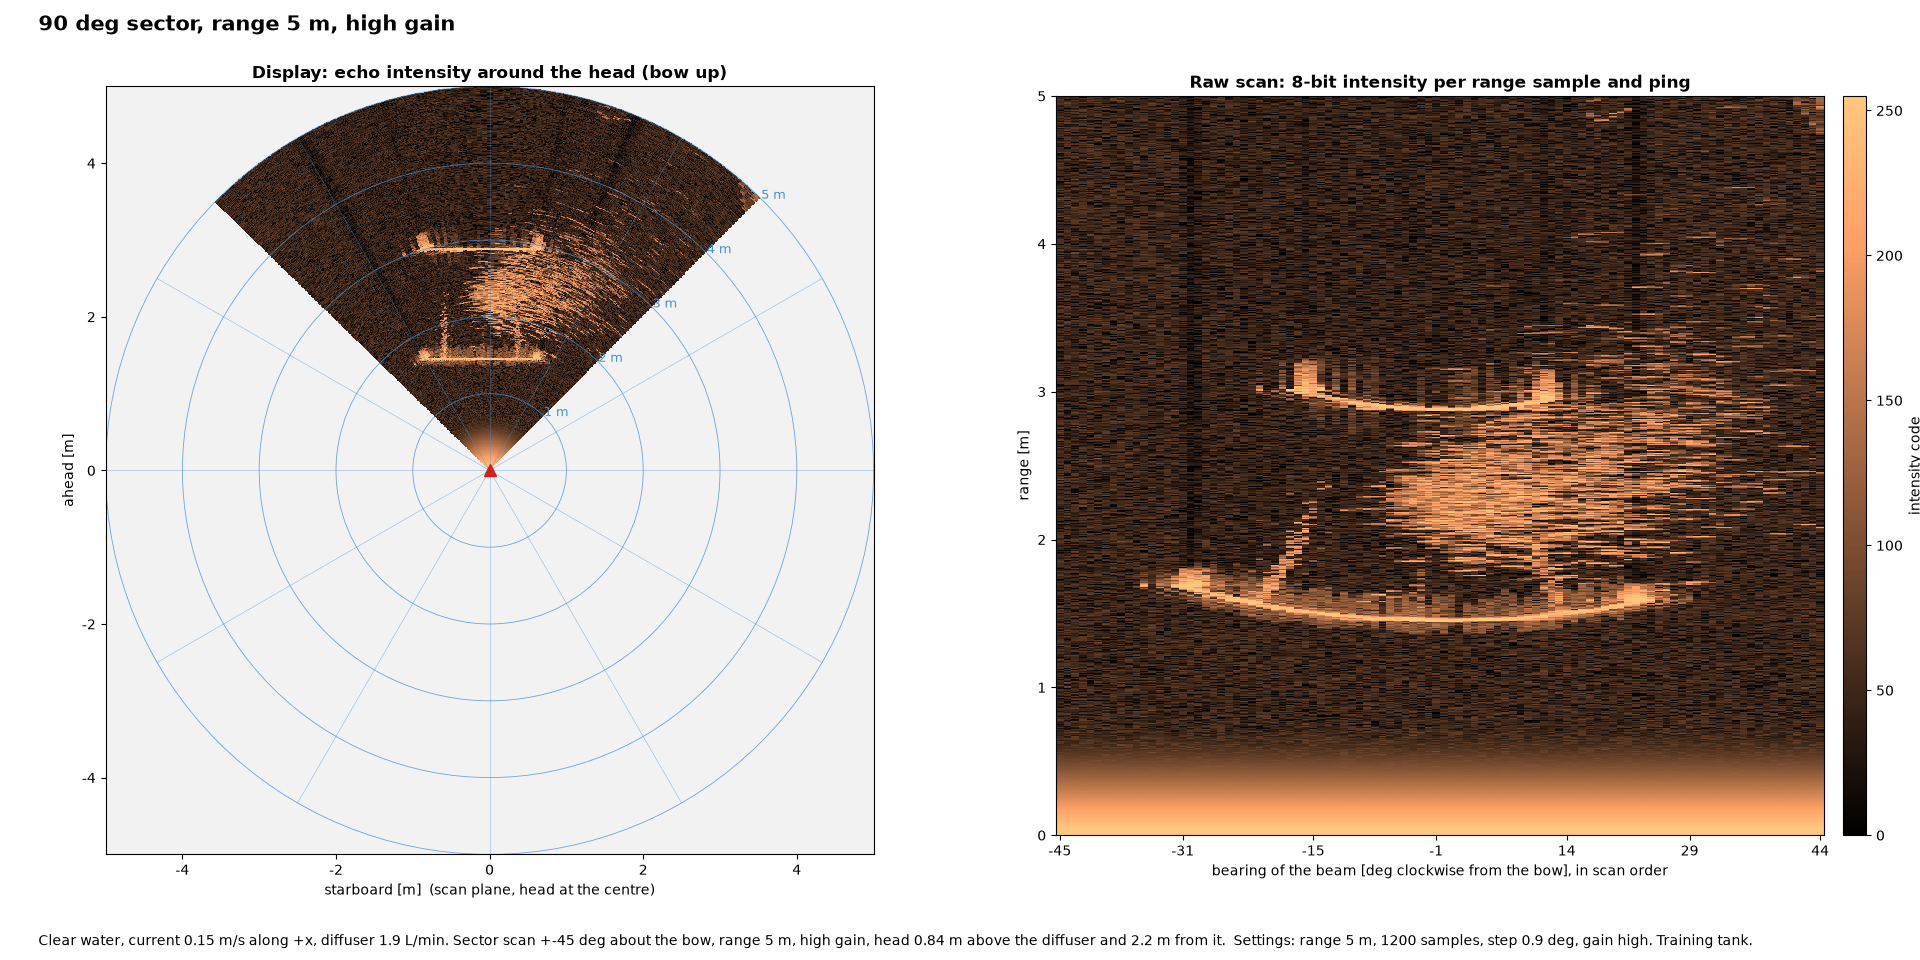 90 deg sector, range 5 m, high gain
Display: echo intensity around the head (bow up)
4
2
0
-2
-4
ahead [m]
-4
-2
0
2
4
starboard [m]  (scan plane, head at the centre)
5 m
4 m
3 m
2 m
1 m
Raw scan: 8-bit intensity per range sample and ping
5
4
3
2
1
0
range [m]
-45
-31
-15
-1
14
29
44
bearing of the beam [deg clockwise from the bow], in scan order
250
200
150
100
50
0
intensity code
Clear water, current 0.15 m/s along +x, diffuser 1.9 L/min. Sector scan +-45 deg about the bow, range 5 m, high gain, head 0.84 m above the diffuser and 2.2 m from it.  Settings: range 5 m, 1200 samples, step 0.9 deg, gain high. Training tank.